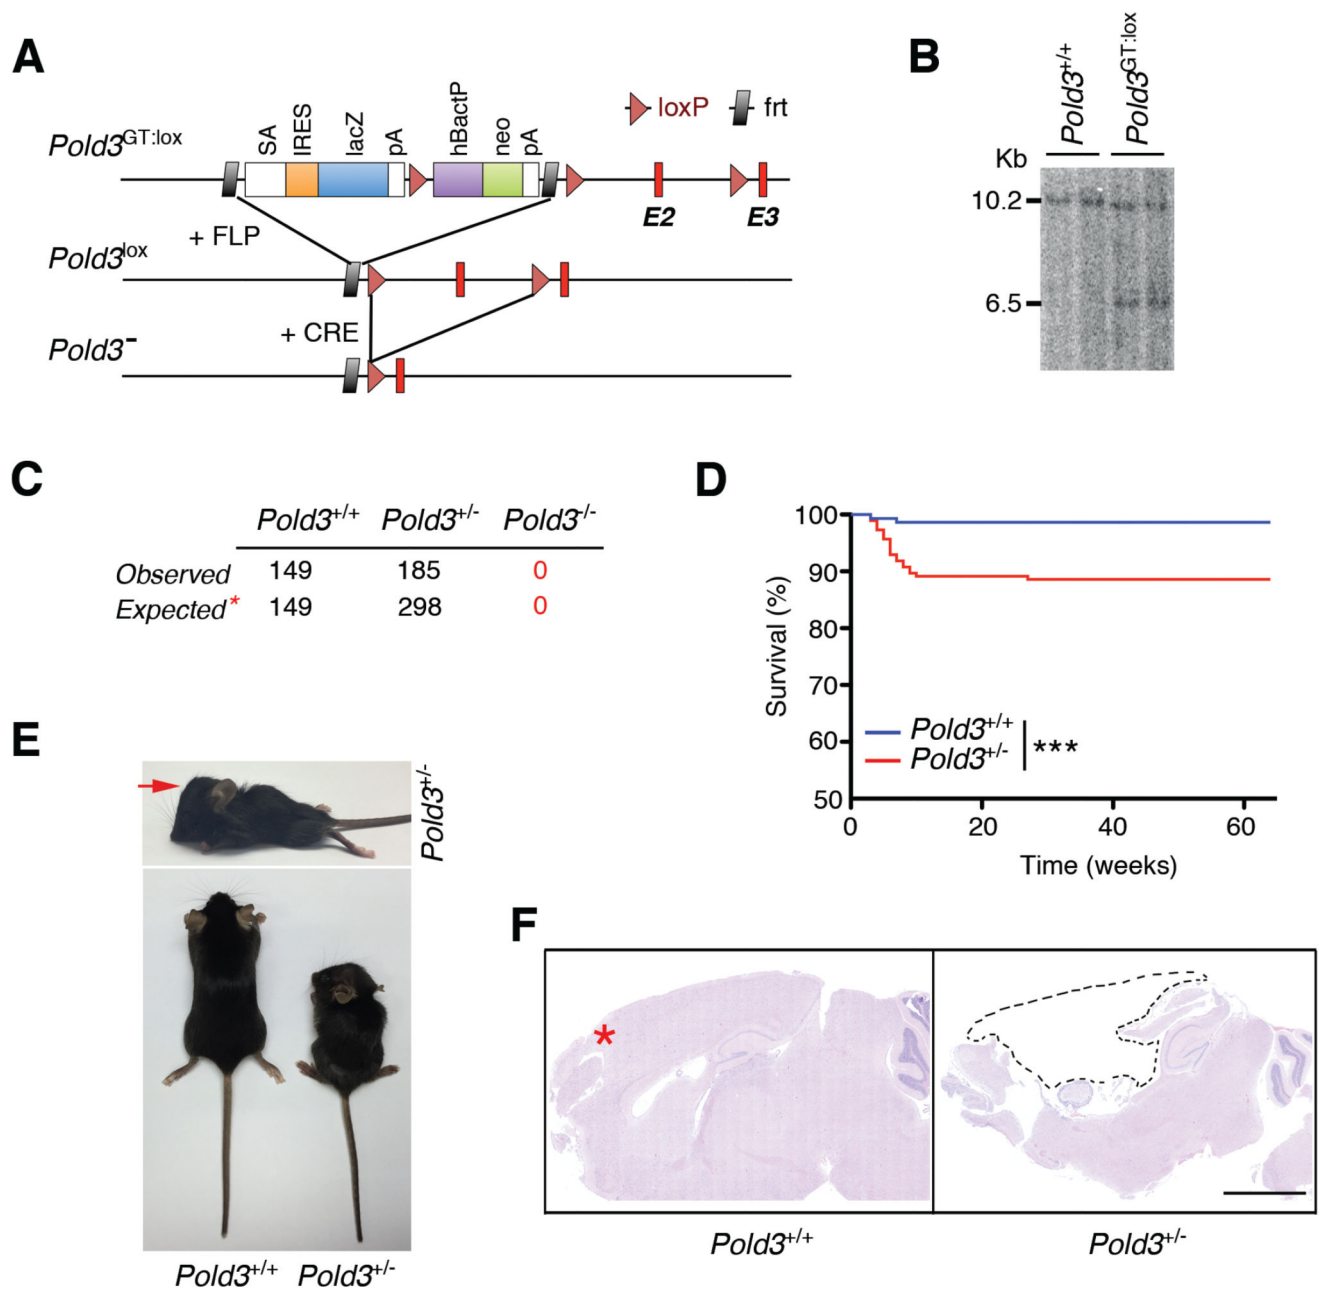 A
SA IRES lacZ pA hBactP neo pA
loxP frt
Pold3GT:lox
E2 E3
+ FLP
Pold3lox
+ CRE
Pold3-
B
Pold3+/+ Pold3GT:lox
Kb
10.2
6.5
C
Pold3+/+ Pold3+/- Pold3-/-
Observed 149 185 0
Expected* 149 298 0
D
100
90
80
70
60
50
Survival (%)
Pold3+/+
Pold3+/-
***
0 20 40 60
Time (weeks)
E
Pold3+/-
Pold3+/+ Pold3+/-
F
*
Pold3+/+ Pold3+/-